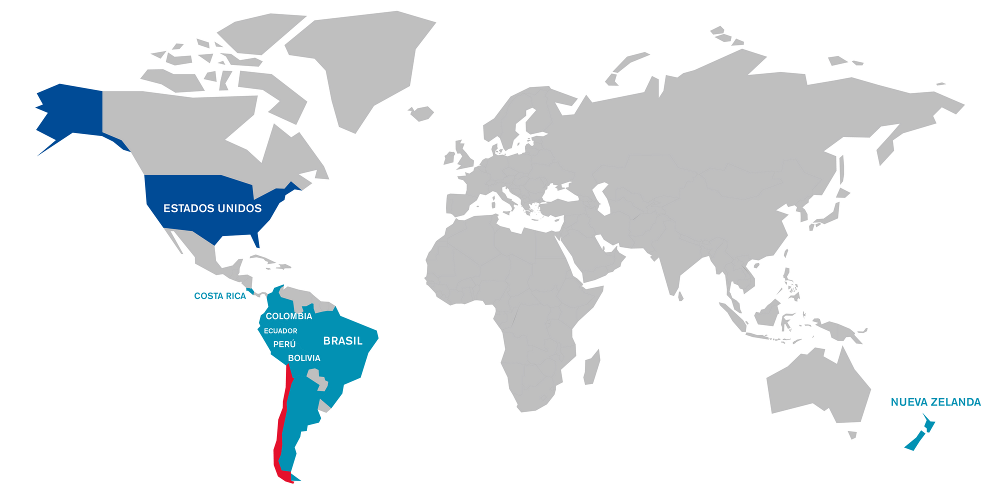 ESTADOS UNIDOS
COSTA RICA
COLOMBIA
ECUADOR
BRASIL
PERÚ
BOLIVIA
NUEVA ZELANDA